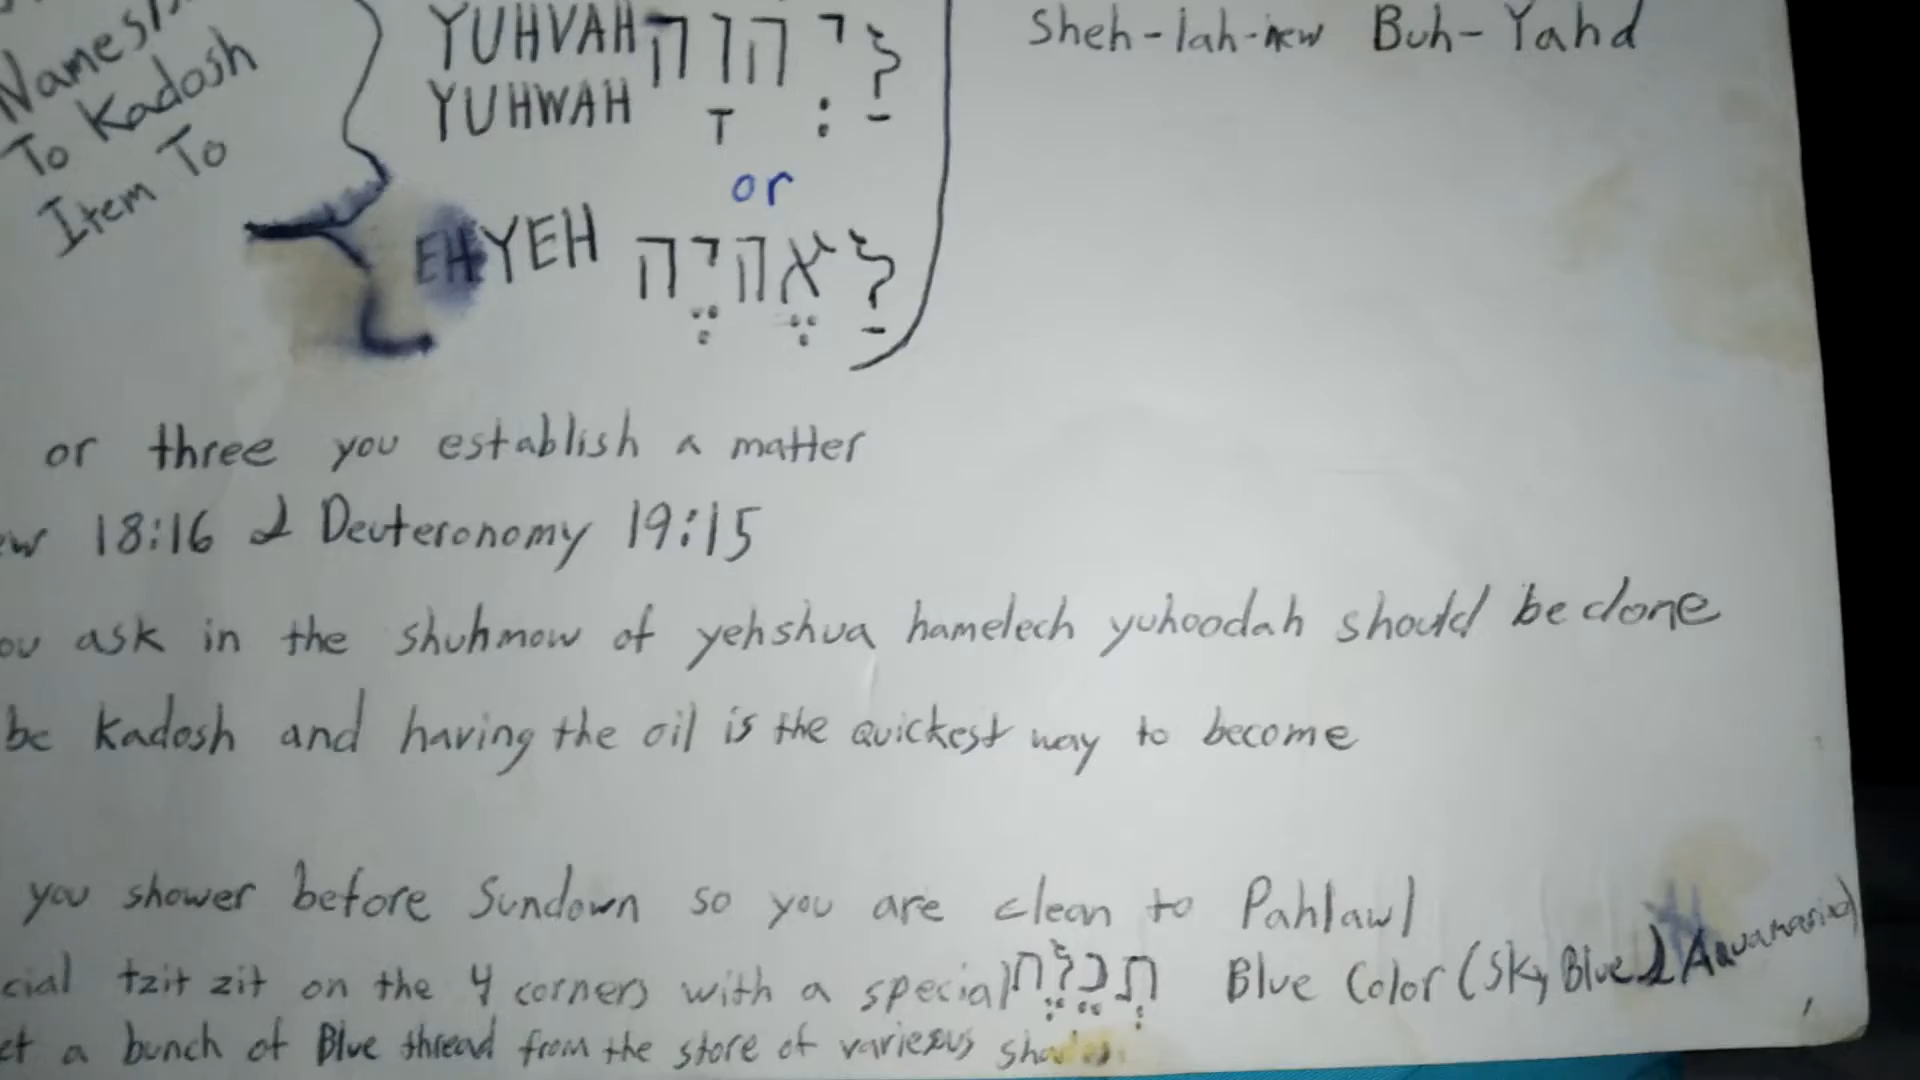 Names/
To Kadosh
Item To
YUHVAH לַיְהוָה
YUHWAH
or
EHYEH לַאֶהיֶה
Sheh-lah-new Buh-Yahd
or three you establish a matter
18:16 & Deuteronomy 19:15
ask in the shuhmow of yehshua hamelech yuhoodah should be done
be kadosh and having the oil is the quickest way to become
you shower before Sundown so you are clean to Pahlawl
tzit zit on the 4 corners with a special Blue Color (Sky Blue & Aquamarine)
a bunch of Blue thread from the store of shades